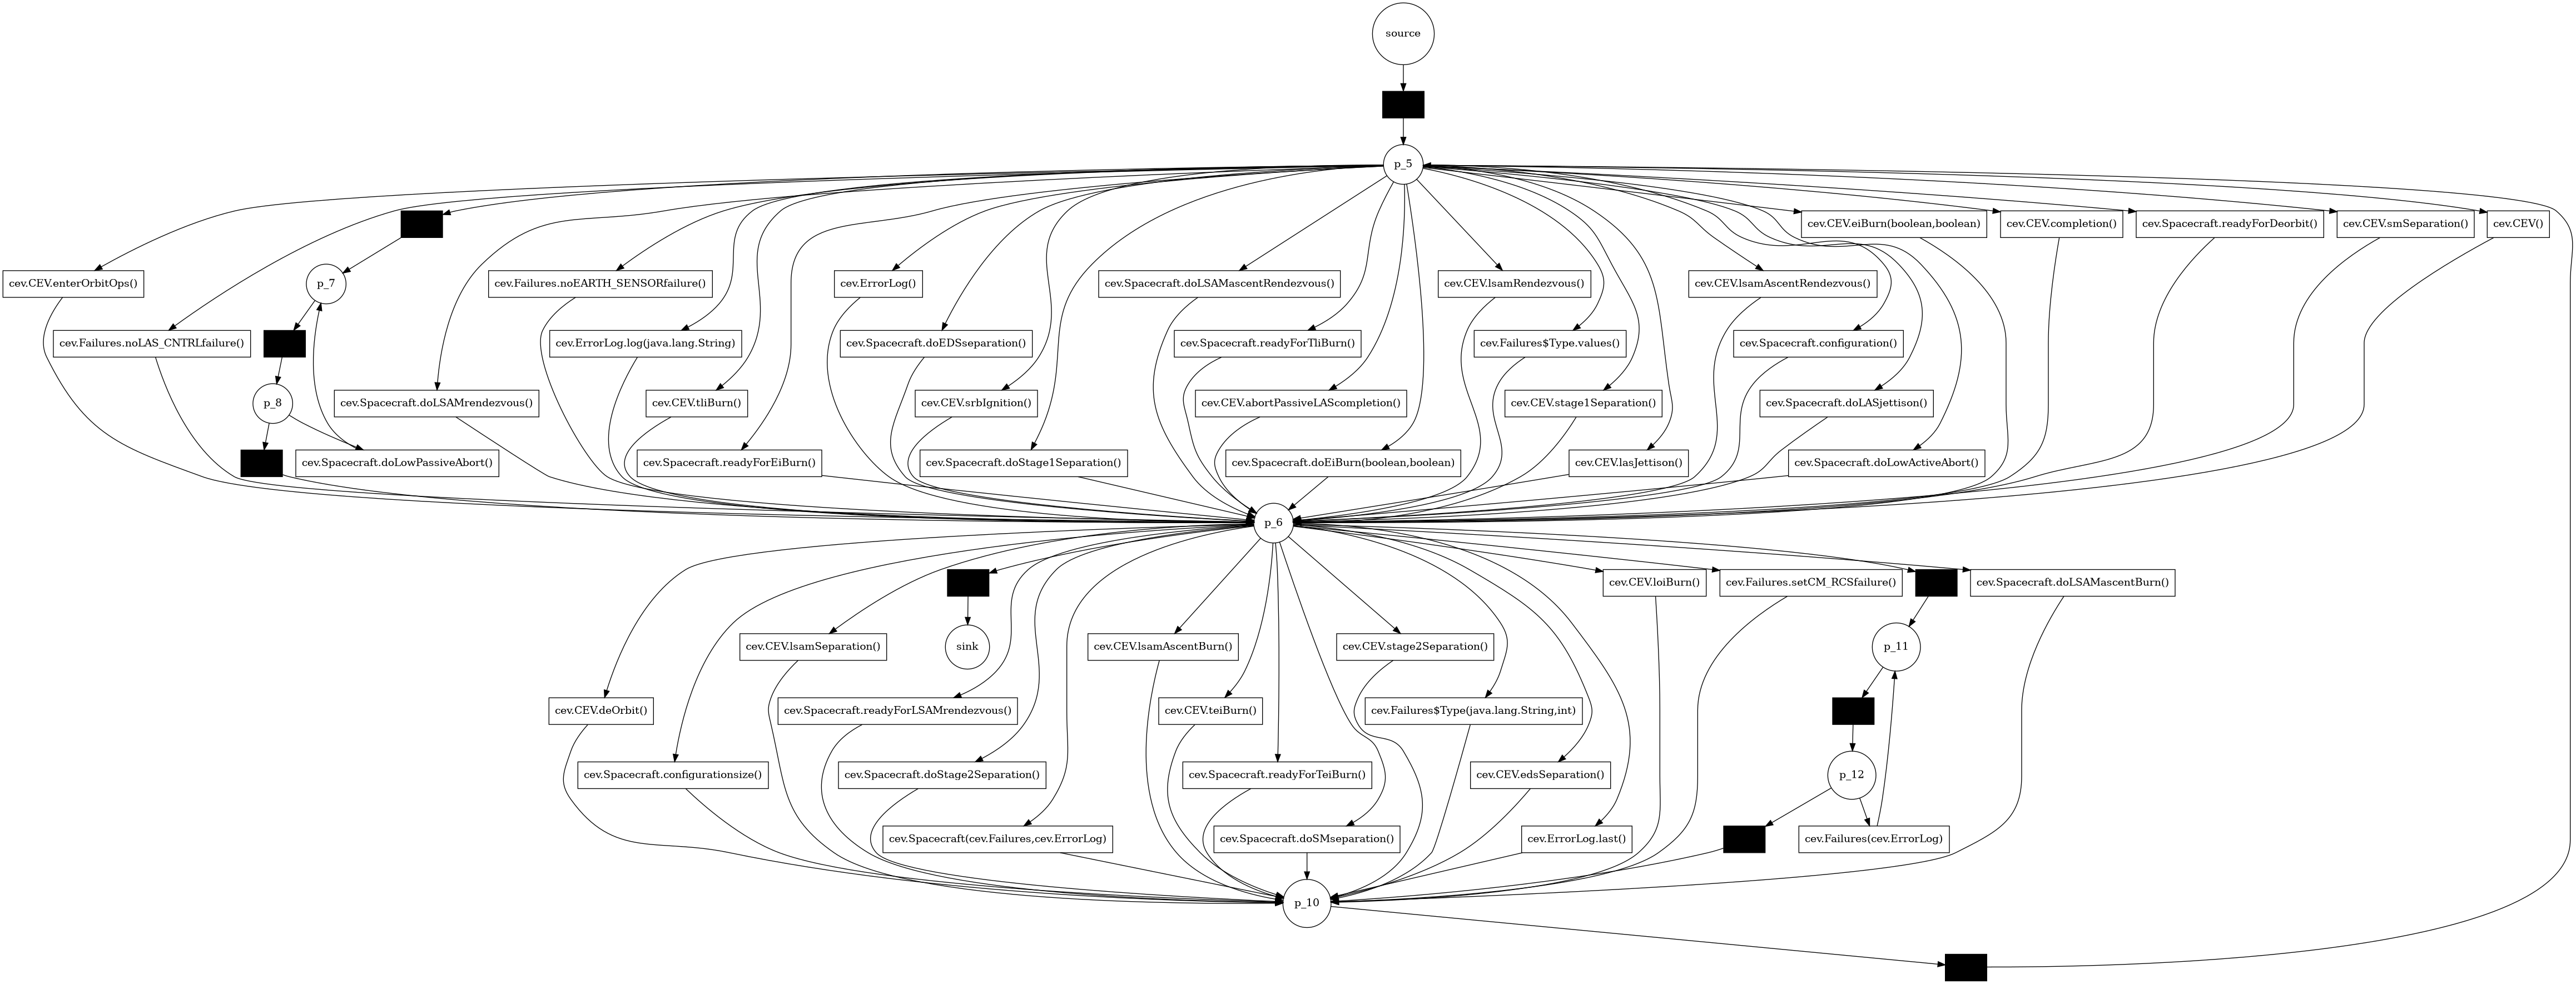 source
p_5
cev.CEV.eiBurn(boolean,boolean)
cev.CEV.completion()
cev.Spacecraft.readyForDeorbit()
cev.CEV.smSeparation()
cev.CEV()
cev.CEV.enterOrbitOps()
p_7
cev.Failures.noEARTH_SENSORfailure()
cev.ErrorLog()
cev.Spacecraft.doLSAMascentRendezvous()
cev.CEV.lsamRendezvous()
cev.CEV.lsamAscentRendezvous()
cev.Failures.noLAS_CNTRLfailure()
cev.ErrorLog.log(java.lang.String)
cev.Spacecraft.doEDSseparation()
cev.Spacecraft.readyForTliBurn()
cev.Failures$Type.values()
cev.Spacecraft.configuration()
p_8
cev.Spacecraft.doLSAMrendezvous()
cev.CEV.tliBurn()
cev.CEV.srbIgnition()
cev.CEV.abortPassiveLAScompletion()
cev.CEV.stage1Separation()
cev.Spacecraft.doLASjettison()
cev.Spacecraft.doLowPassiveAbort()
cev.Spacecraft.readyForEiBurn()
cev.Spacecraft.doStage1Separation()
cev.Spacecraft.doEiBurn(boolean,boolean)
cev.CEV.lasJettison()
cev.Spacecraft.doLowActiveAbort()
p_6
cev.CEV.loiBurn()
cev.Failures.setCM_RCSfailure()
cev.Spacecraft.doLSAMascentBurn()
cev.CEV.lsamSeparation()
sink
cev.CEV.lsamAscentBurn()
cev.CEV.stage2Separation()
p_11
cev.CEV.deOrbit()
cev.Spacecraft.readyForLSAMrendezvous()
cev.CEV.teiBurn()
cev.Failures$Type(java.lang.String,int)
cev.Spacecraft.configurationsize()
cev.Spacecraft.doStage2Separation()
cev.Spacecraft.readyForTeiBurn()
cev.CEV.edsSeparation()
p_12
cev.Spacecraft(cev.Failures,cev.ErrorLog)
cev.Spacecraft.doSMseparation()
cev.ErrorLog.last()
cev.Failures(cev.ErrorLog)
p_10